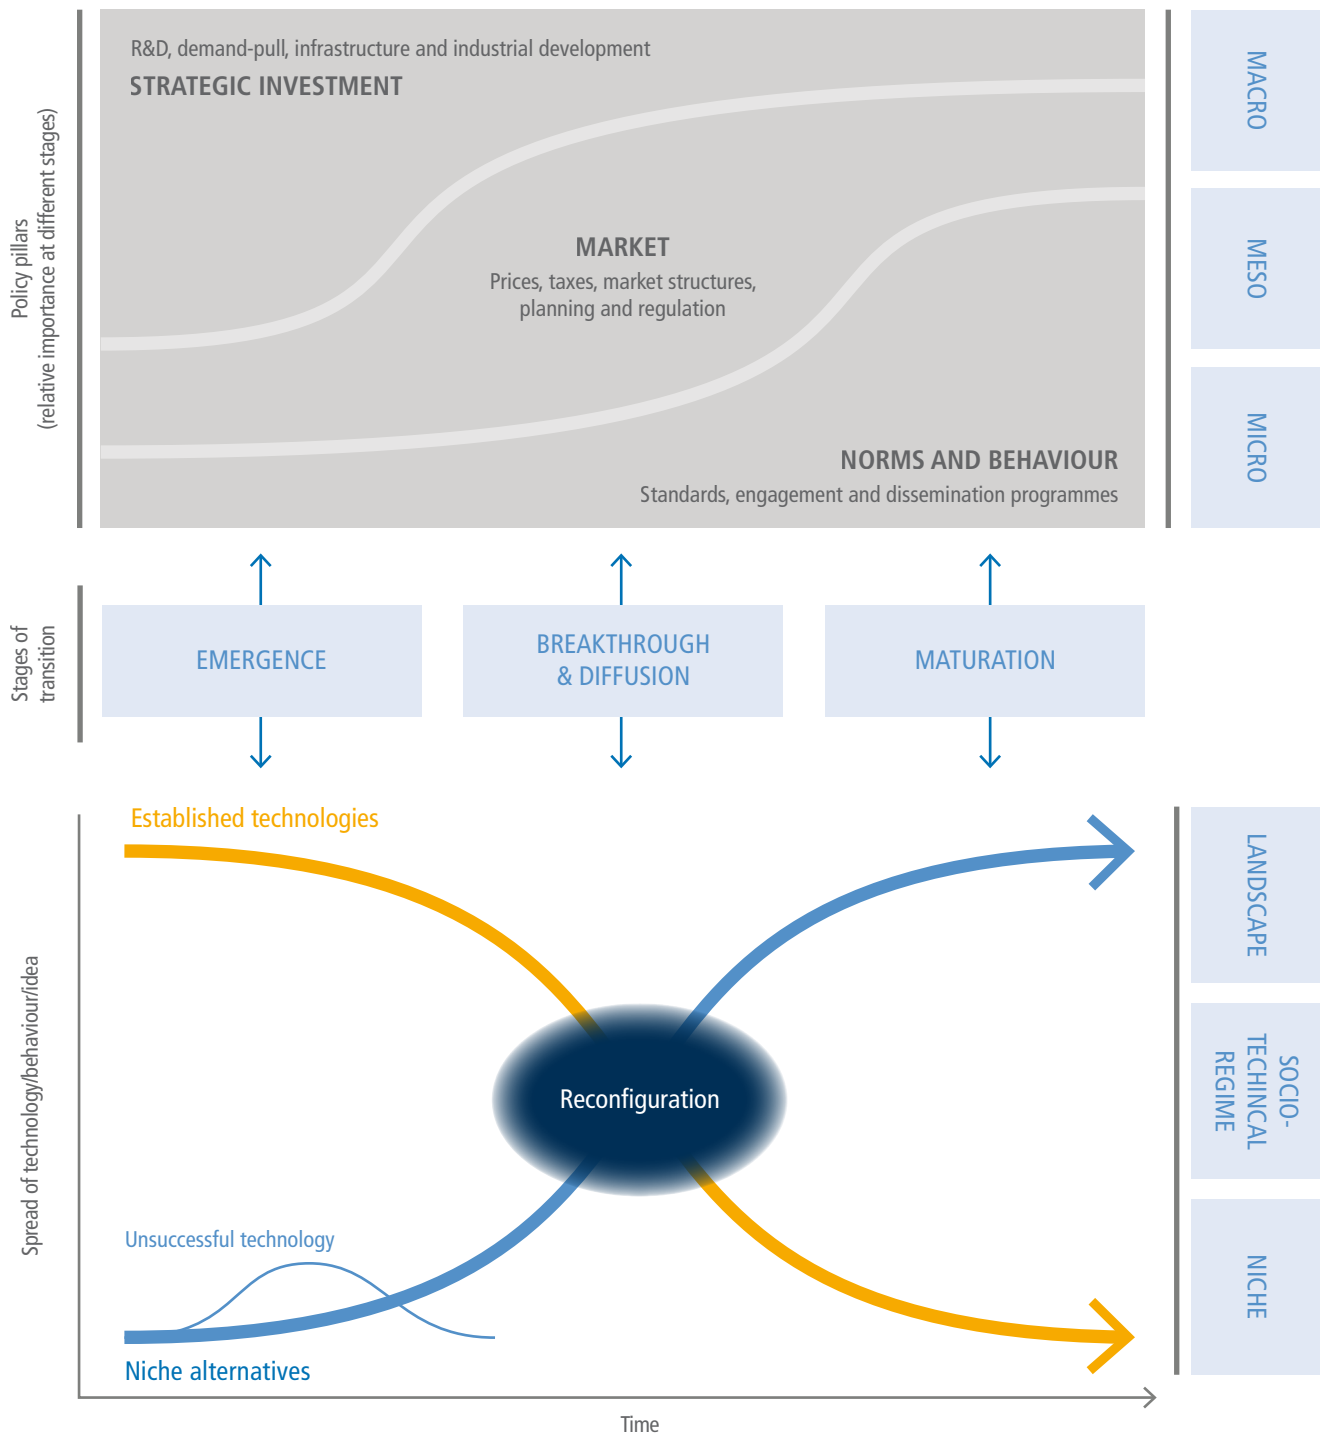 R&D, demand-pull, infrastructure and industrial development
STRATEGIC INVESTMENT
MARKET
Prices, taxes, market structures,
planning and regulation
NORMS AND BEHAVIOUR
Standards, engagement and dissemination programmes
Policy pillars
(relative importance at different stages)
MACRO
MESO
MICRO
Stages of
transition
EMERGENCE
BREAKTHROUGH
& DIFFUSION
MATURATION
Spread of technology/behaviour/idea
Established technologies
Reconfiguration
Unsuccessful technology
Niche alternatives
Time
LANDSCAPE
SOCIO-
TECHINCAL
REGIME
NICHE